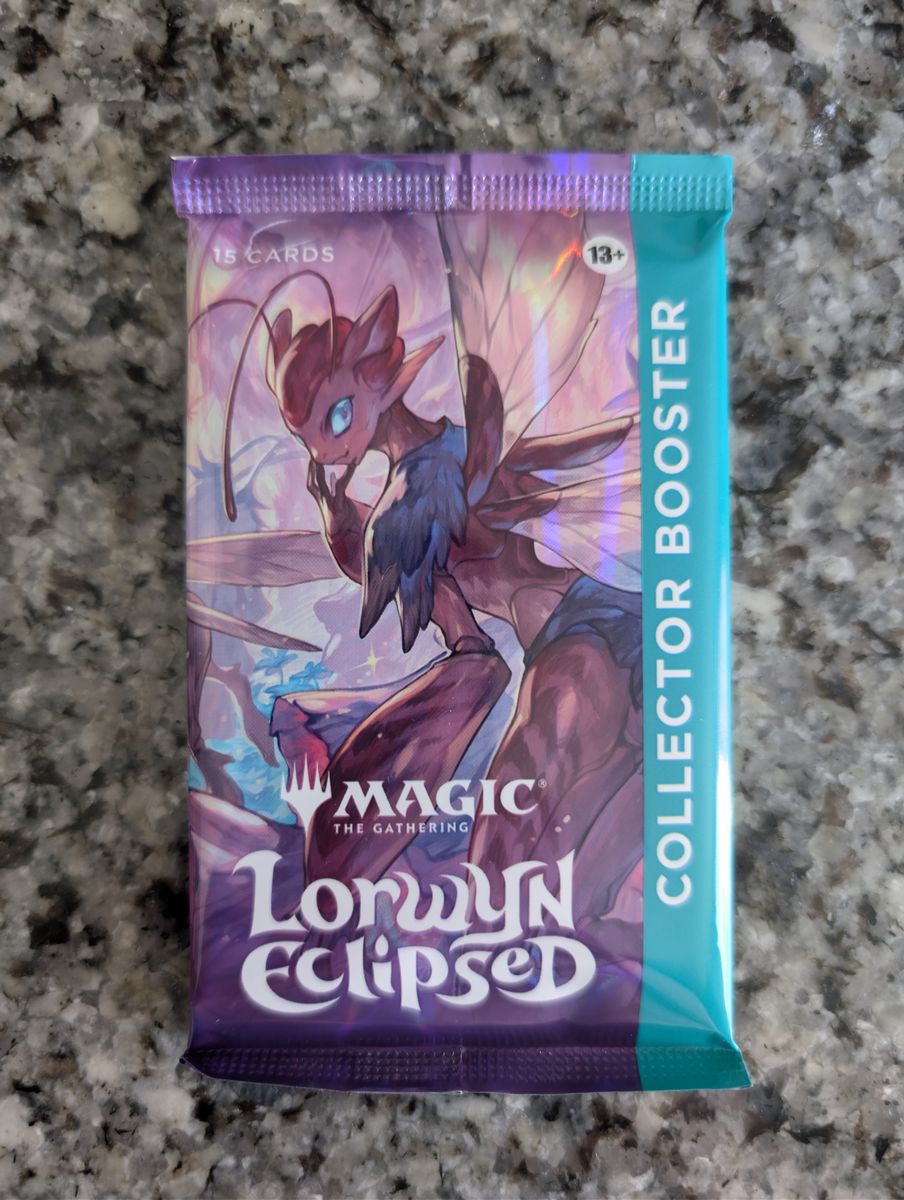 15 CARDS
13+
COLLECTOR BOOSTER
MAGIC®
THE GATHERING
LORWYN
ECLIPSED